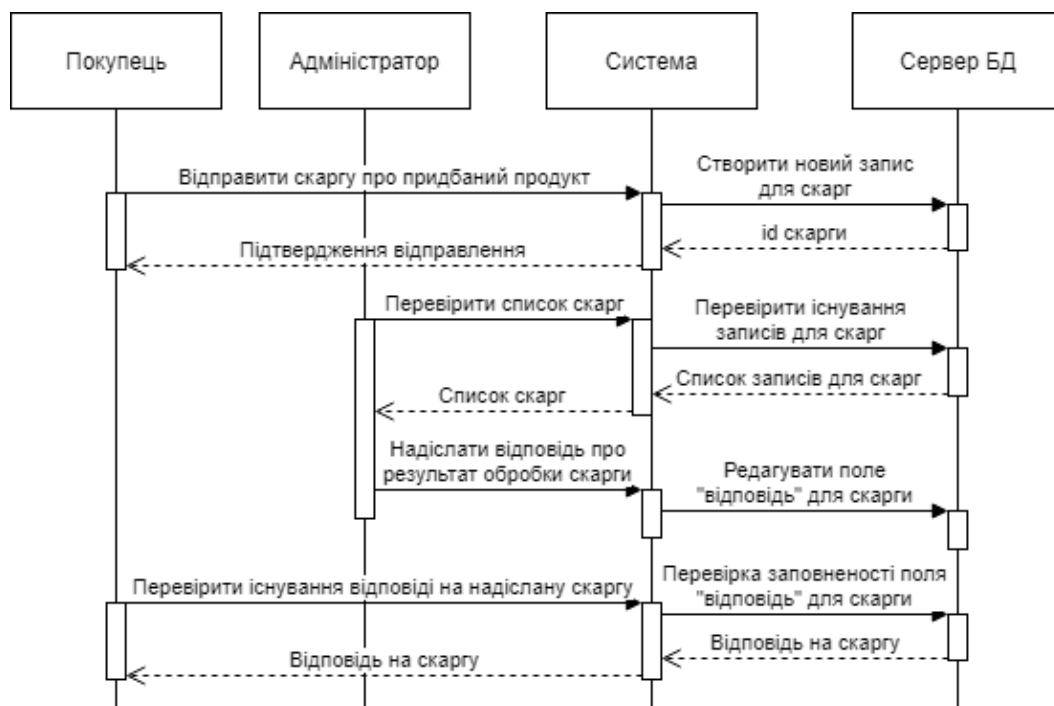 Покупець
Адміністратор
Система
Сервер БД
Відправити скаргу про придбаний продукт
Створити новий запис
для скарг
id скарги
Підтвердження відправлення
Перевірити список скарг
Перевірити існування
записів для скарг
Список записів для скарг
Список скарг
Надіслати відповідь про
результат обробки скарги
Редагувати поле
"відповідь" для скарги
Перевірити існування відповіді на надіслану скаргу
Перевірка заповненості поля
"відповідь" для скарги
Відповідь на скаргу
Відповідь на скаргу